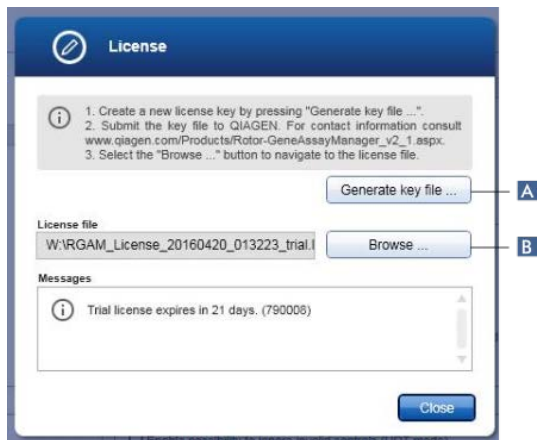 License
1. Create a new license key by pressing "Generate key file ...".
2. Submit the key file to QIAGEN. For contact information consult
www.qiagen.com/Products/Rotor-GeneAssayManager_v2_1.aspx.
3. Select the "Browse ..." button to navigate to the license file.
Generate key file ...
A
License file
W:\RGAM_License_20160420_013223_trial.l
Browse ...
B
Messages
Trial license expires in 21 days. (790008)
Close